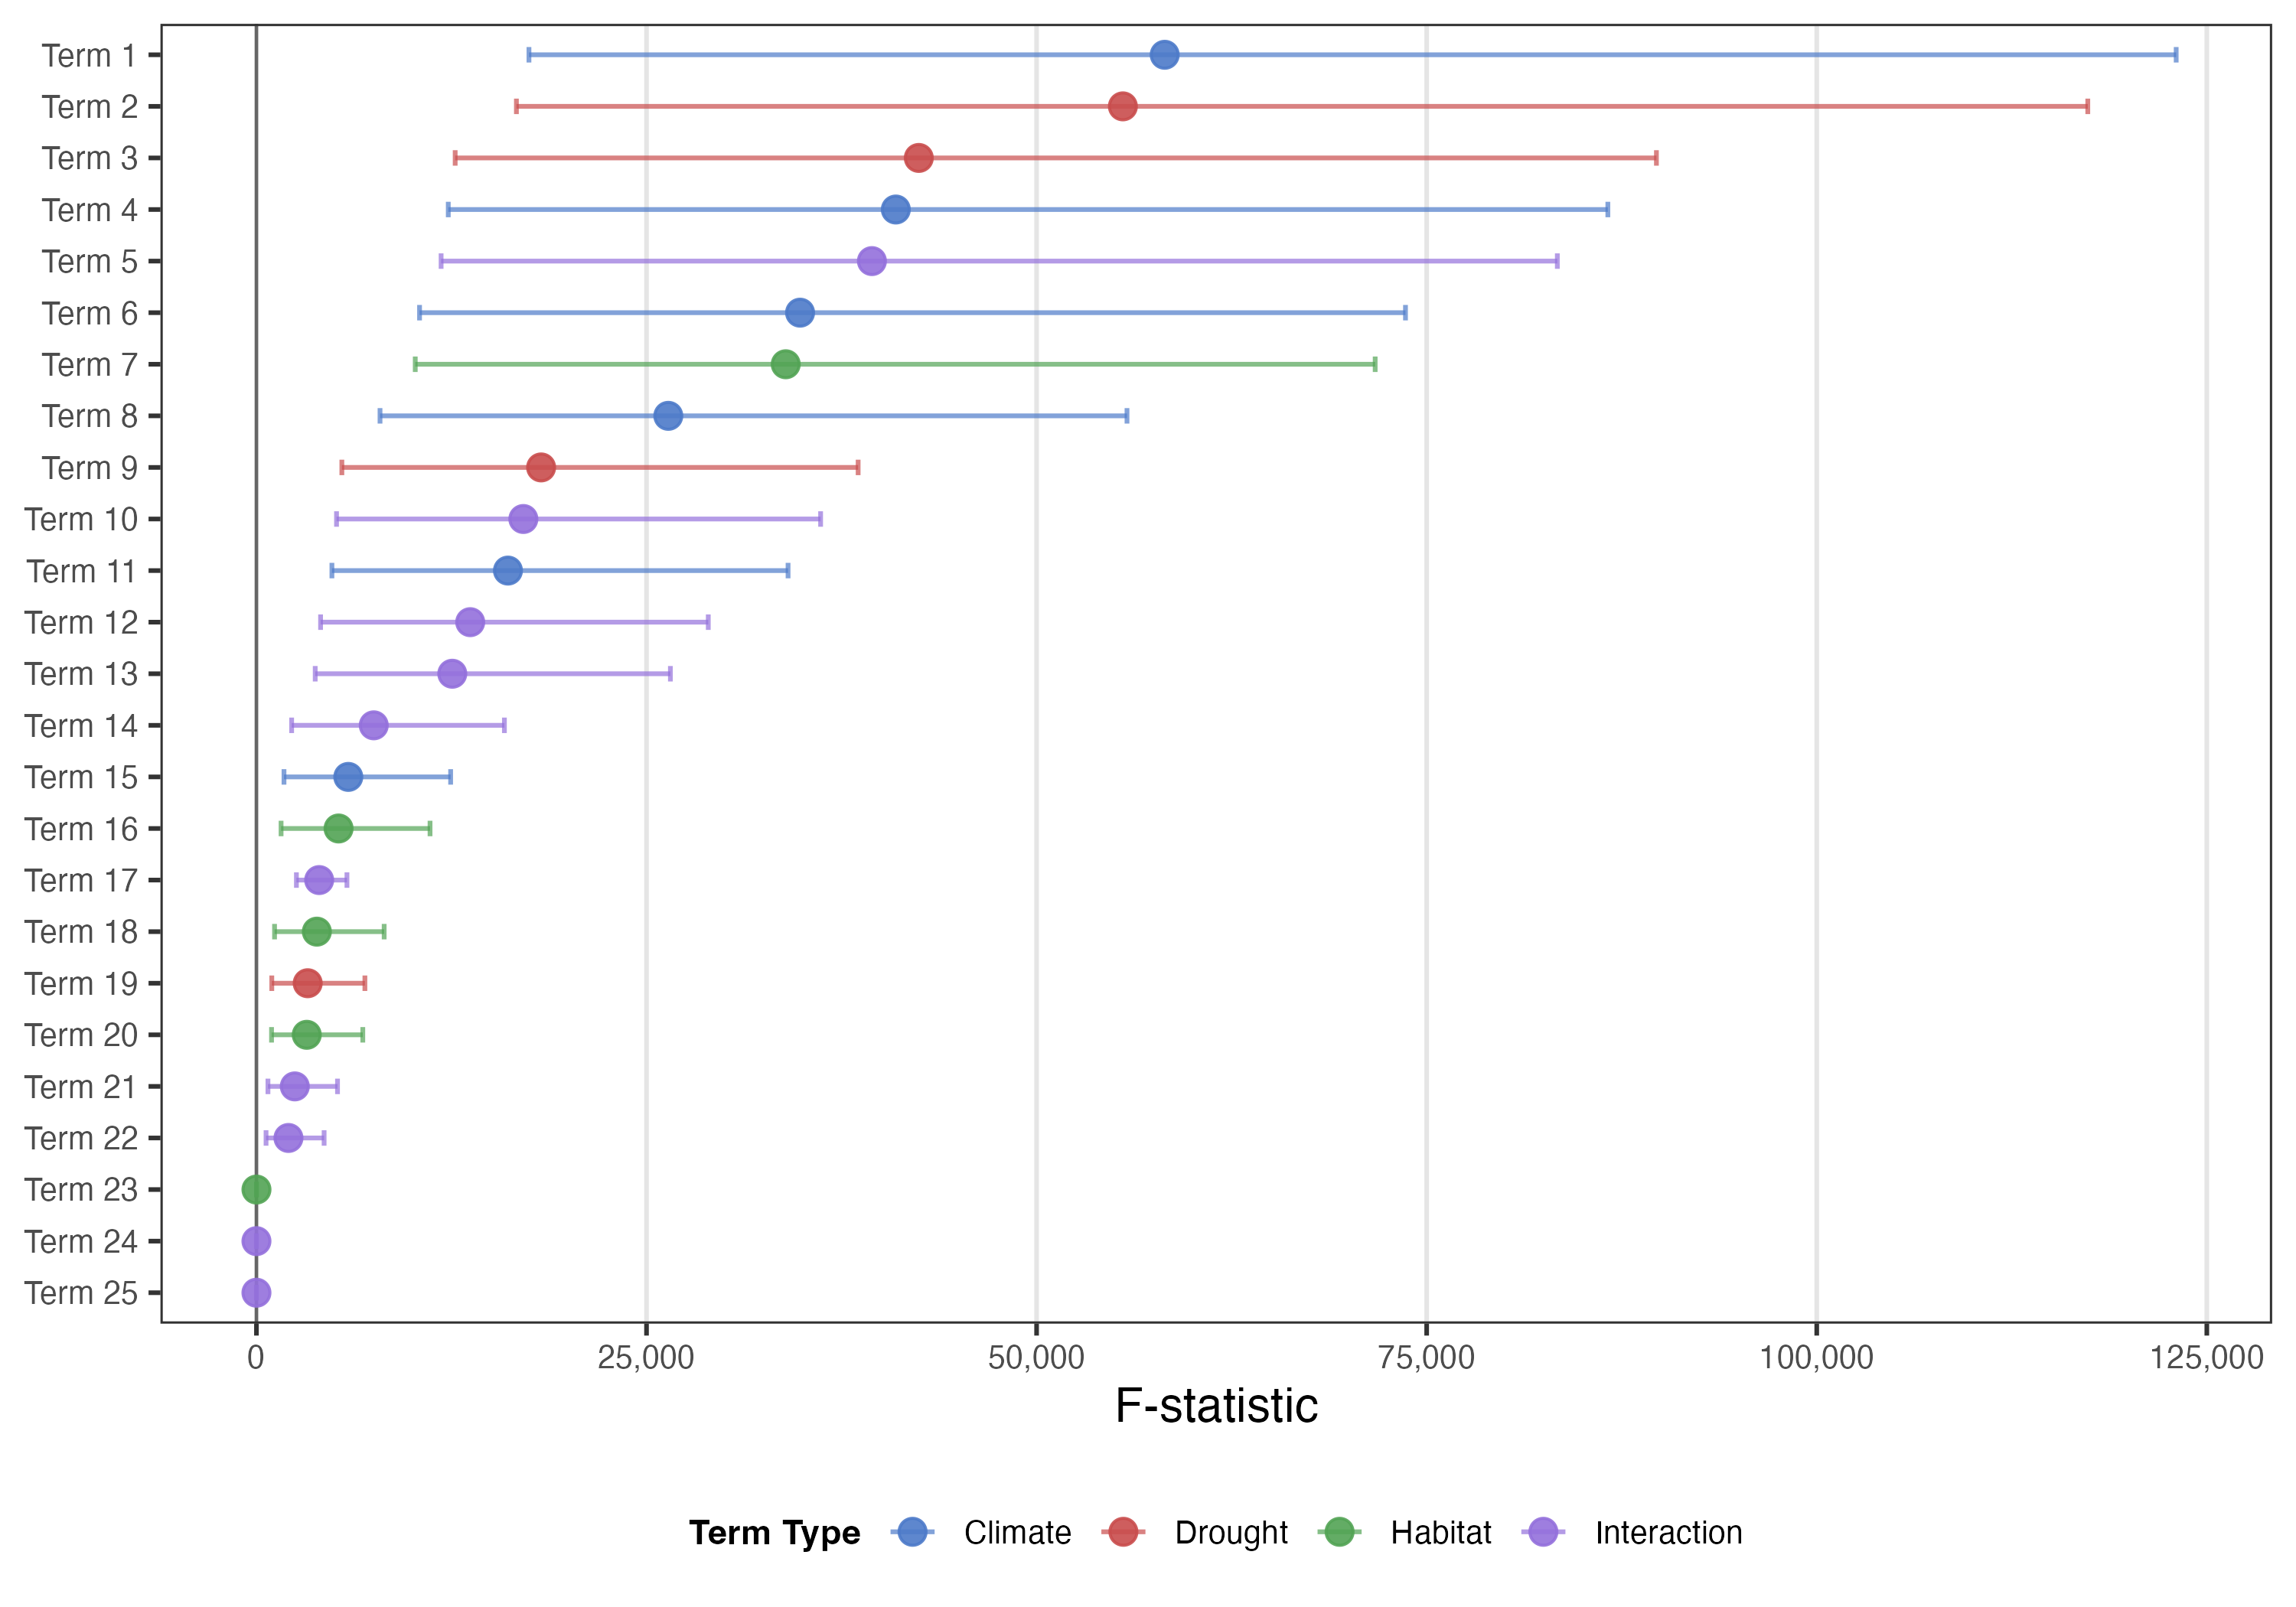 Term 1
Term 2
Term 3
Term 4
Term 5
Term 6
Term 7
Term 8
Term 9
Term 10
Term 11
Term 12
Term 13
Term 14
Term 15
Term 16
Term 17
Term 18
Term 19
Term 20
Term 21
Term 22
Term 23
Term 24
Term 25
0 25,000 50,000 75,000 100,000 125,000
F-statistic
Term Type Climate Drought Habitat Interaction